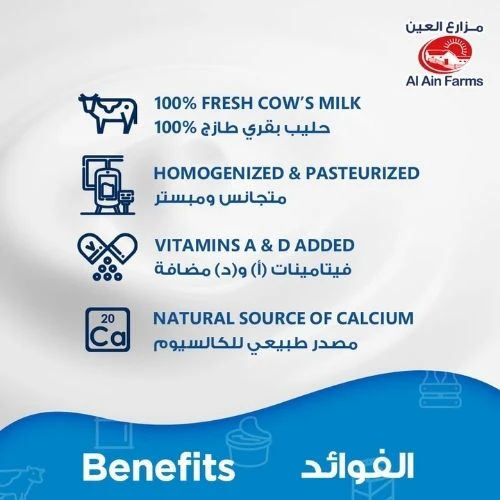 مزارع العين
Al Ain Farms
100% FRESH COW'S MILK
حليب بقري طازج 100%
HOMOGENIZED & PASTEURIZED
متجانس ومبستر
VITAMINS A & D ADDED
فيتامينات (أ) و(د) مضافة
20
Ca
NATURAL SOURCE OF CALCIUM
مصدر طبيعي للكالسيوم
Benefits
الفوائد